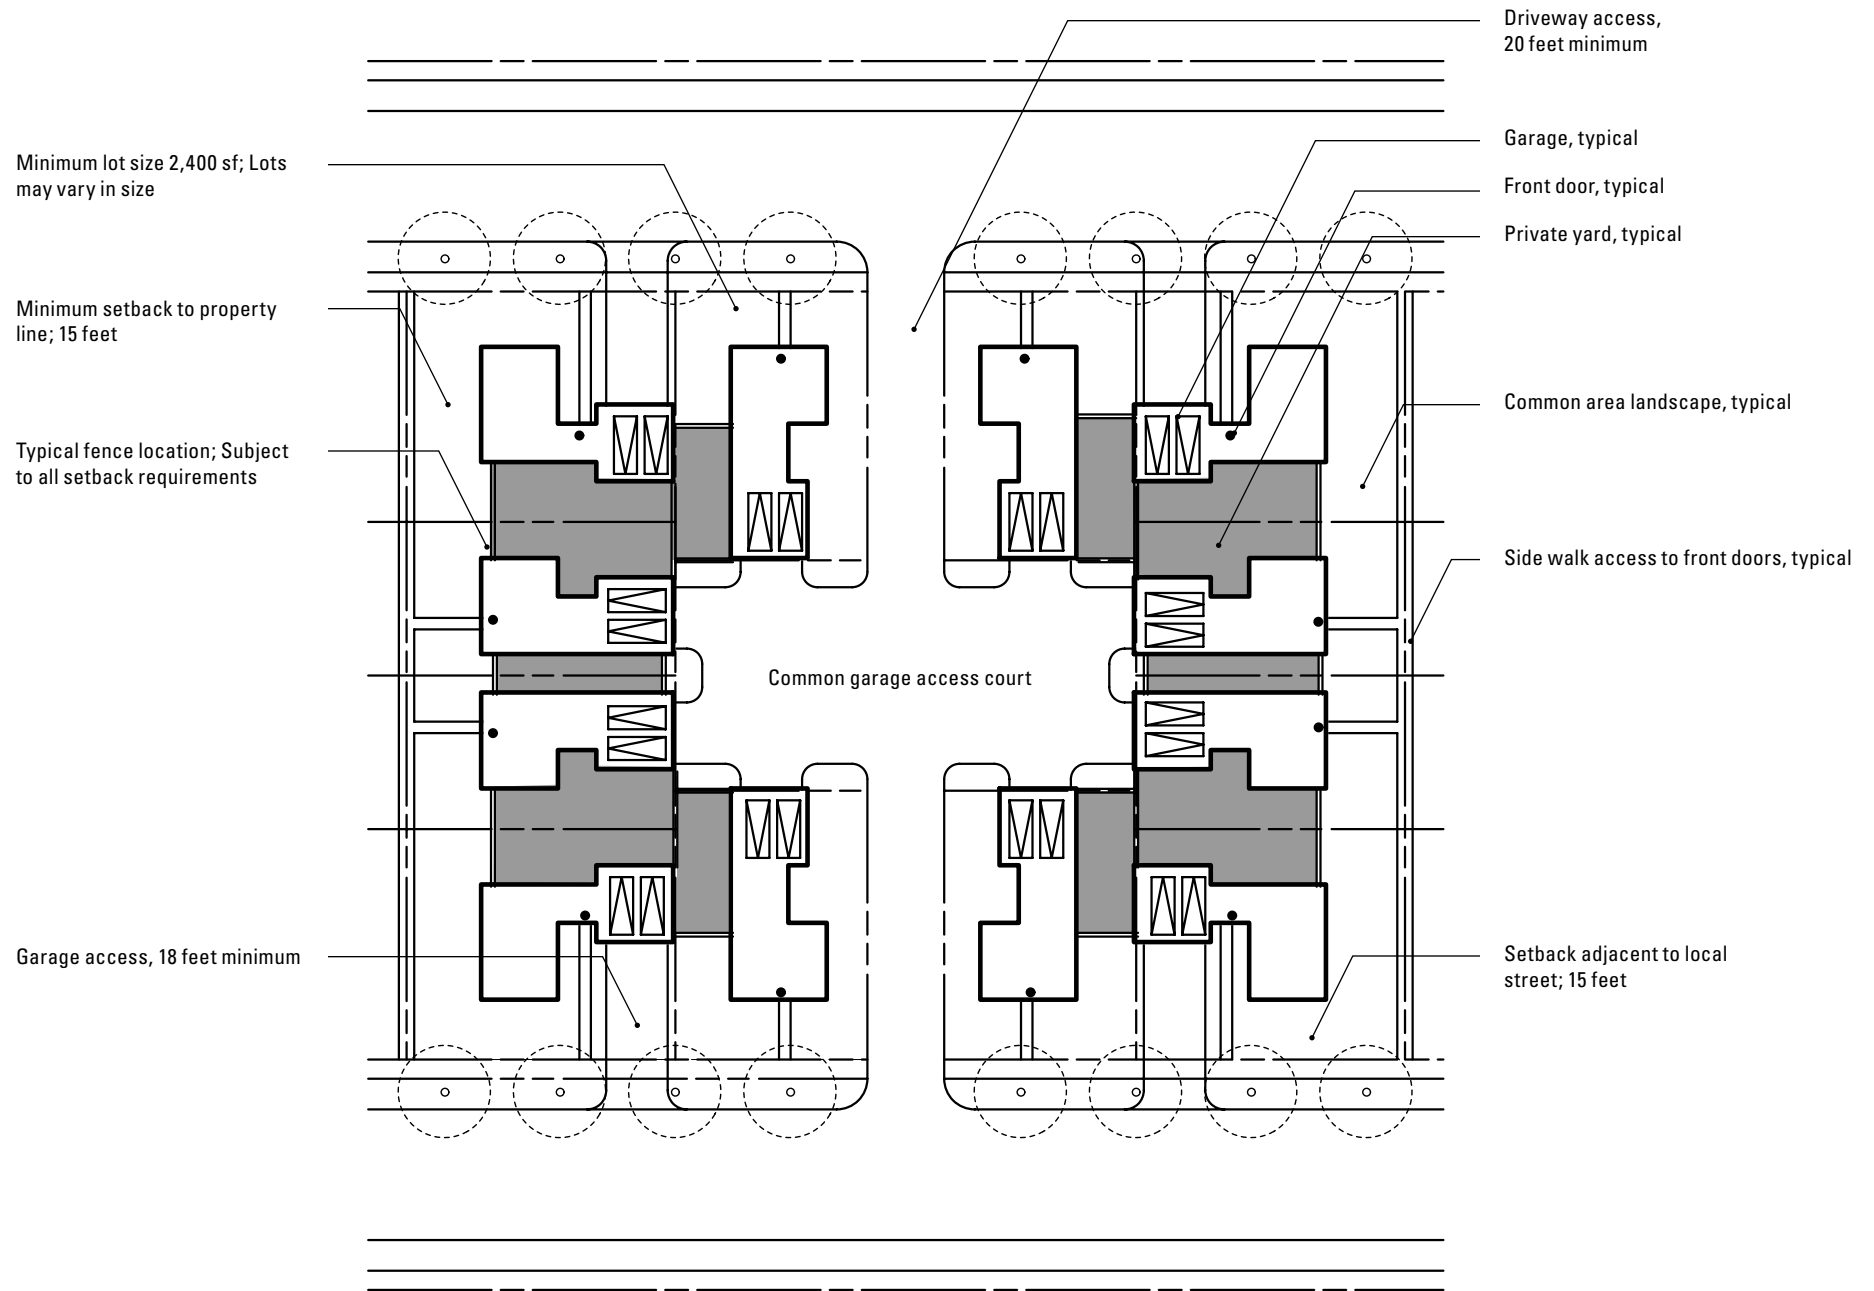 Driveway access,
20 feet minimum
Garage, typical
Minimum lot size 2,400 sf; Lots
may vary in size
Front door, typical
Private yard, typical
Minimum setback to property
line; 15 feet
Common area landscape, typical
Typical fence location; Subject
to all setback requirements
Side walk access to front doors, typical
Common garage access court
Garage access, 18 feet minimum
Setback adjacent to local
street; 15 feet